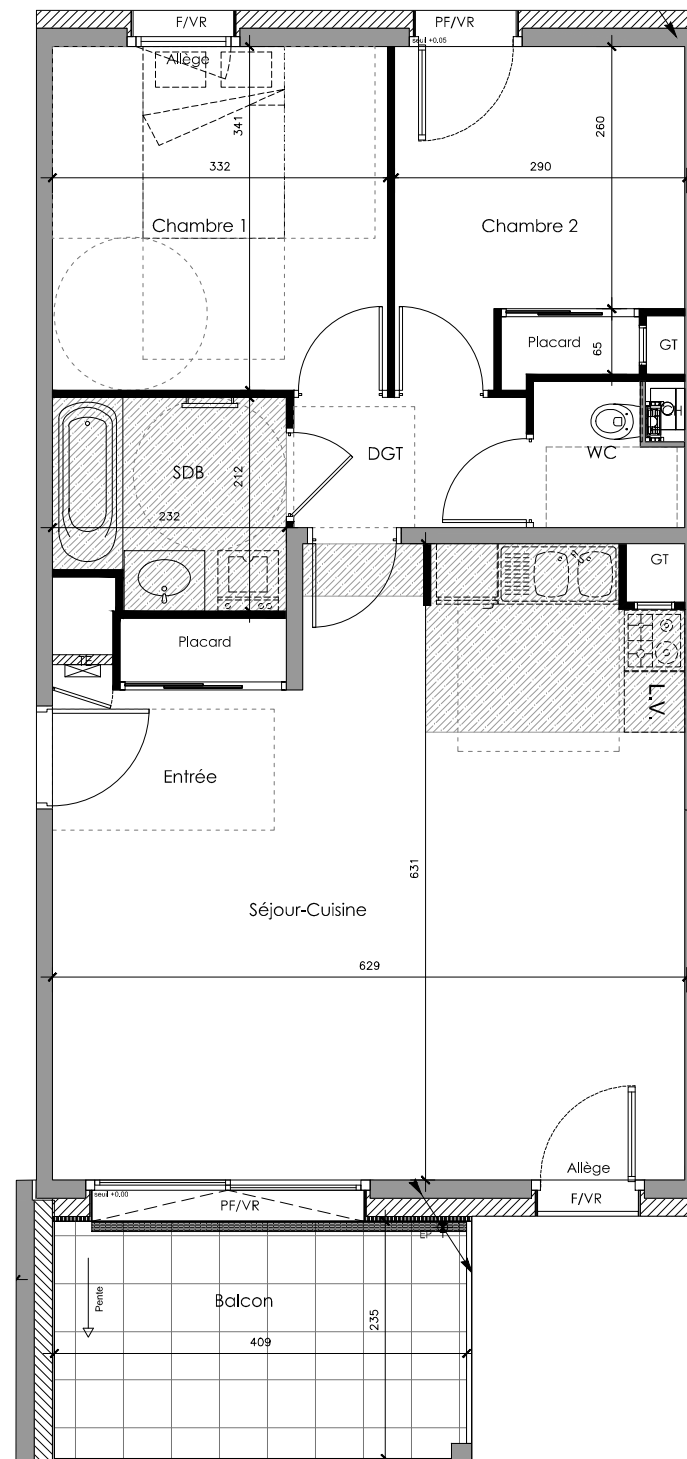 F/VR
PF/VR
seuil +0.05
Allège
341
260
332
290
Chambre 1
Chambre 2
Placard
65
GT
SDB
212
DGT
WC
232
GT
Placard
TE
L.V.
Entrée
631
Séjour-Cuisine
629
Allège
seuil +0.00
PF/VR
F/VR
EP
Pente
Balcon
235
409